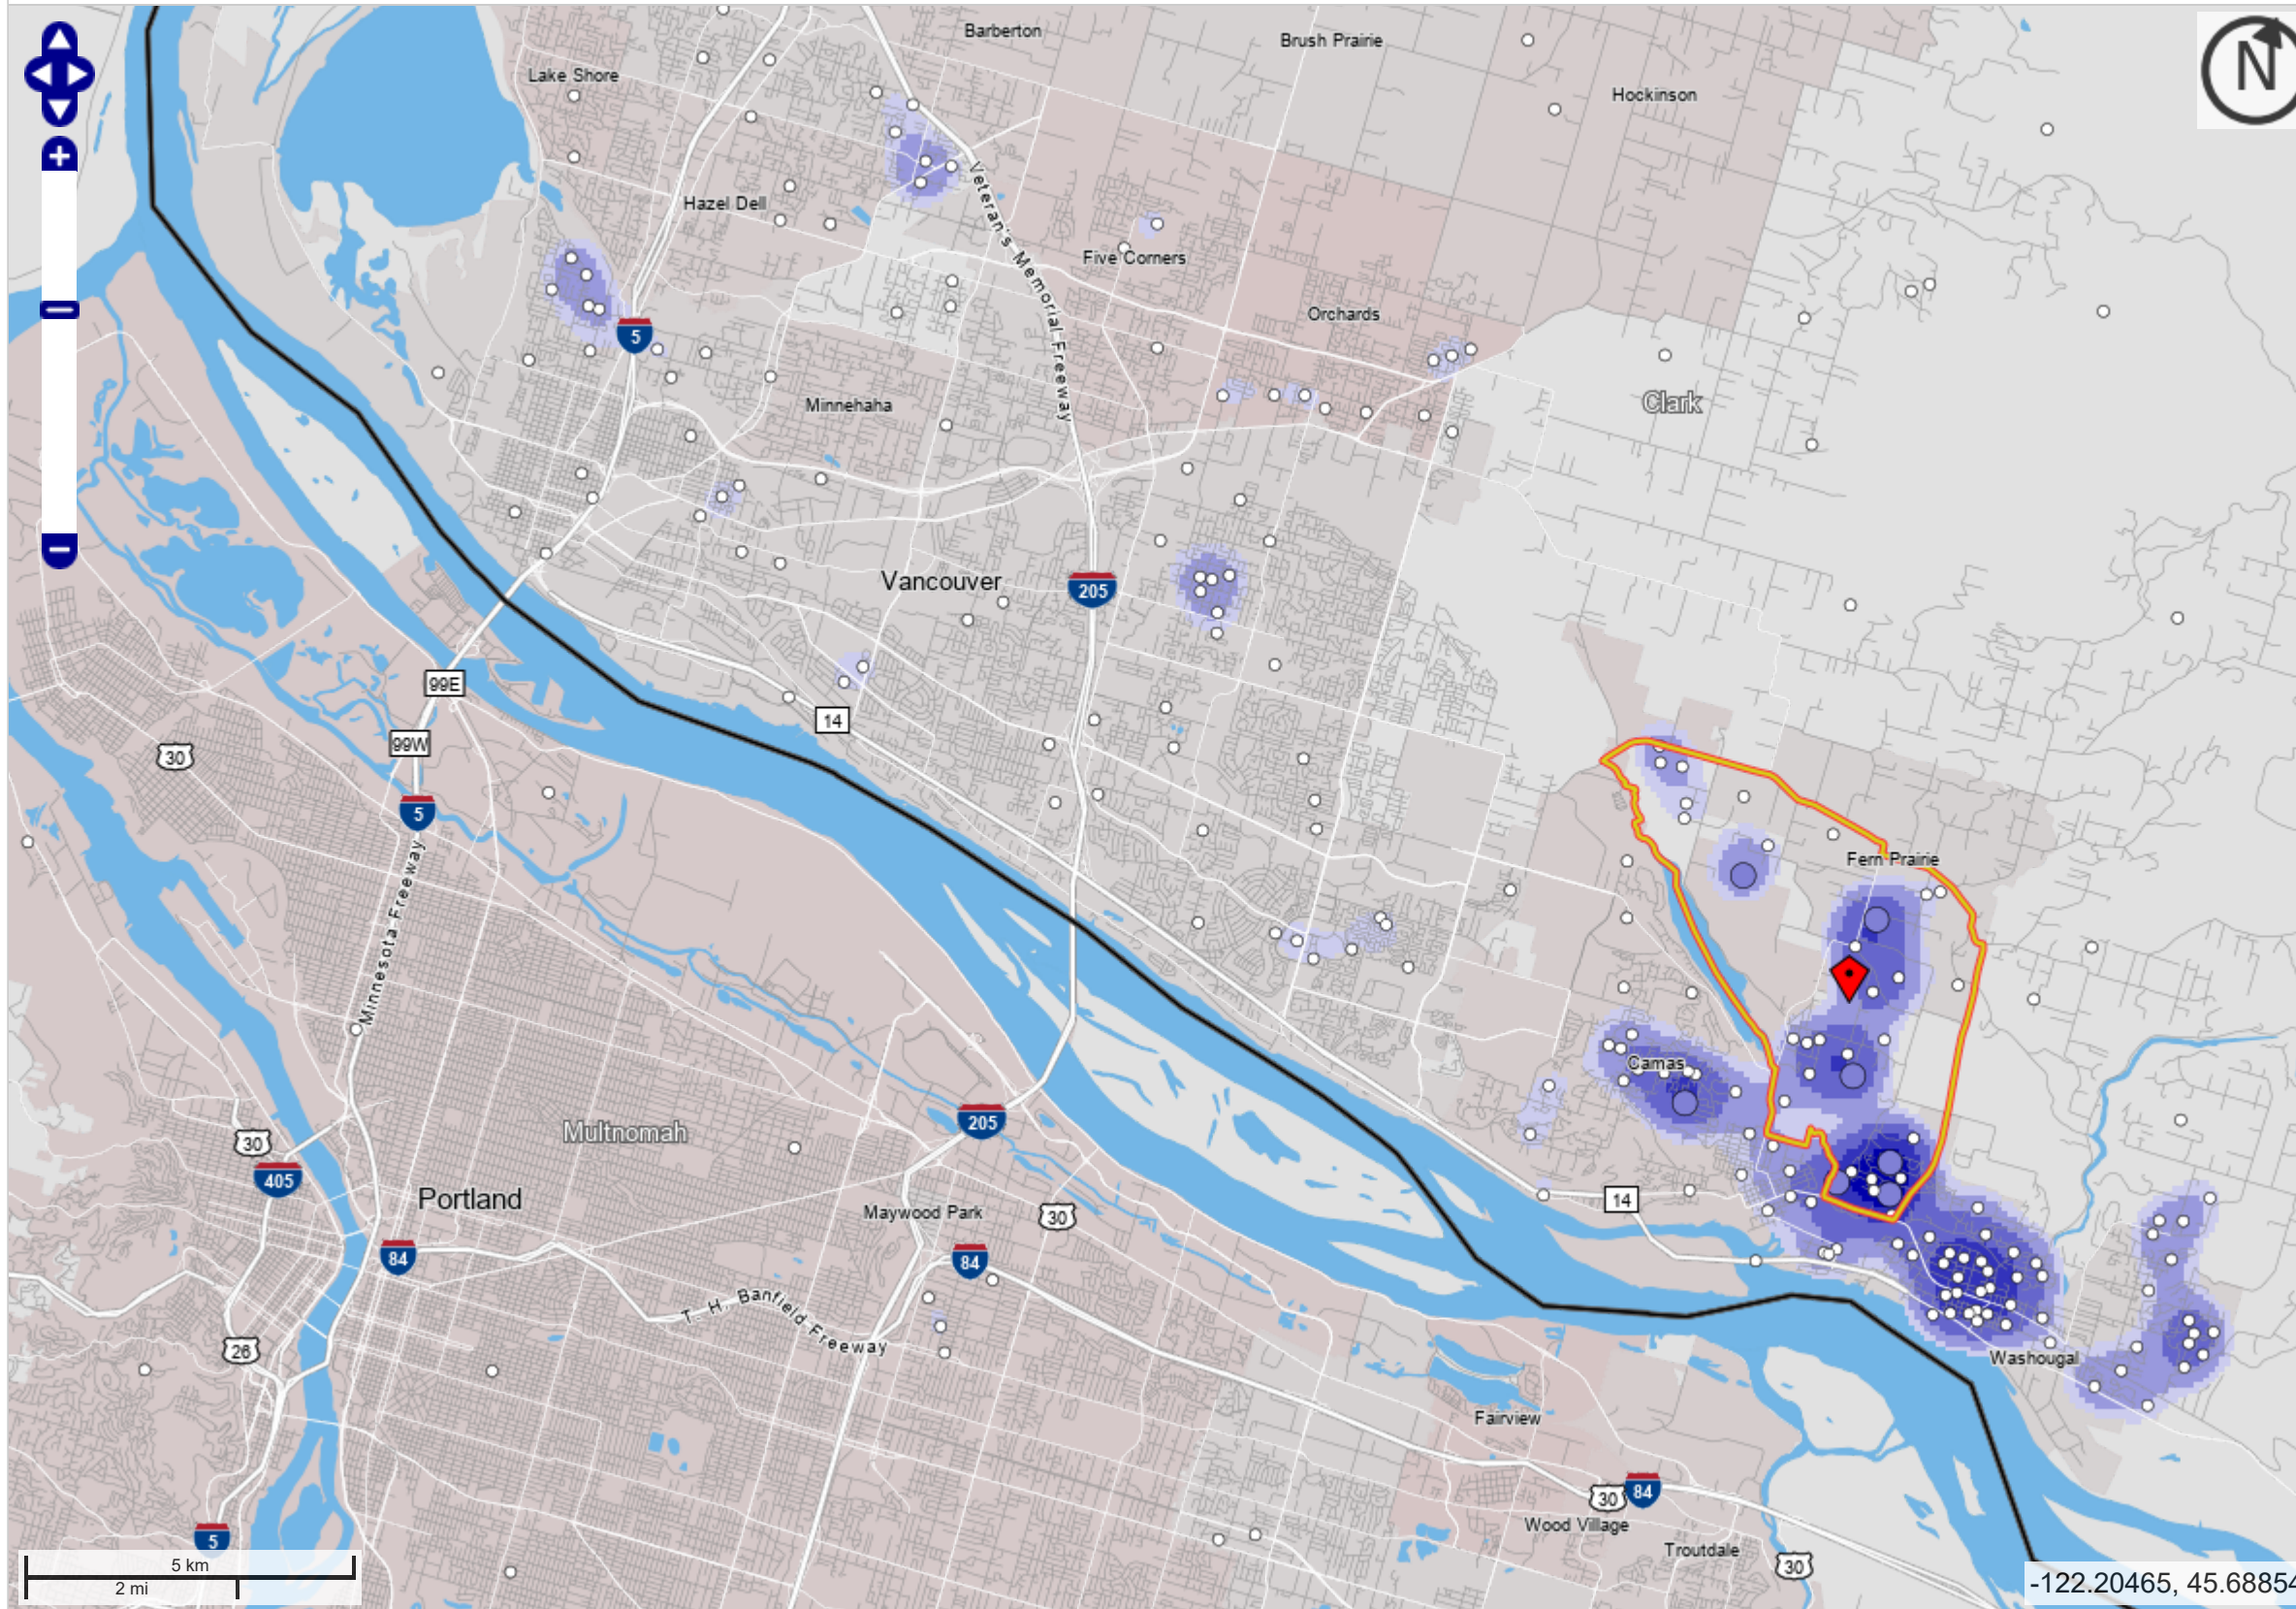 Barberton
Brush Prairie
N
Lake Shore
Hockinson
Hazel Dell
Veteran's Memorial Freeway
Five Corners
Orchards
5
Minnehaha
Clark
Vancouver
205
99E
14
99W
30
5
Fern Prairie
Minnesota Freeway
Camas
205
Multnomah
30
405
Portland
Maywood Park
30
14
84
84
T. H. Banfield Freeway
26
Washougal
Fairview
30
84
Wood Village
5
Troutdale
30
5 km
2 mi
-122.20465, 45.68854